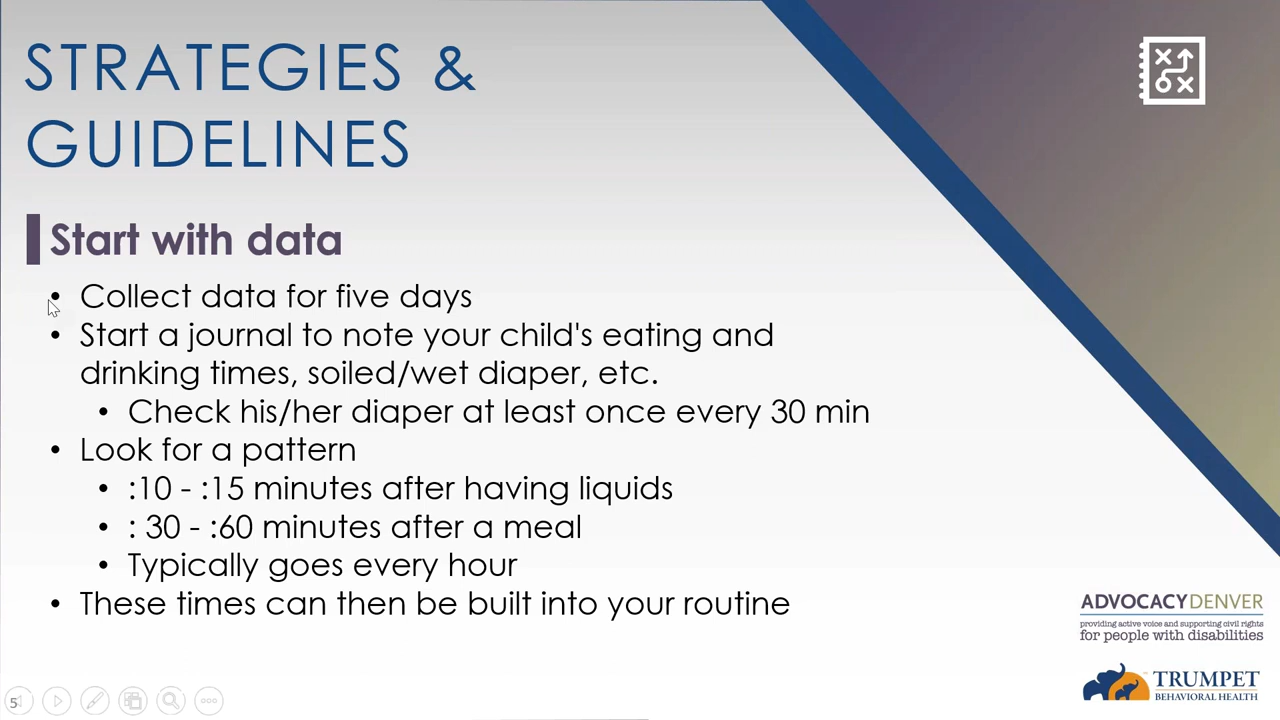 STRATEGIES &
GUIDELINES
Start with data
• Collect data for five days
• Start a journal to note your child's eating and
drinking times, soiled/wet diaper, etc.
• Check his/her diaper at least once every 30 min
• Look for a pattern
• :10 - :15 minutes after having liquids
• : 30 - :60 minutes after a meal
• Typically goes every hour
• These times can then be built into your routine
ADVOCACYDENVER
providing active voice and supporting civil rights
for people with disabilities
TRUMPET
BEHAVIORAL HEALTH
5